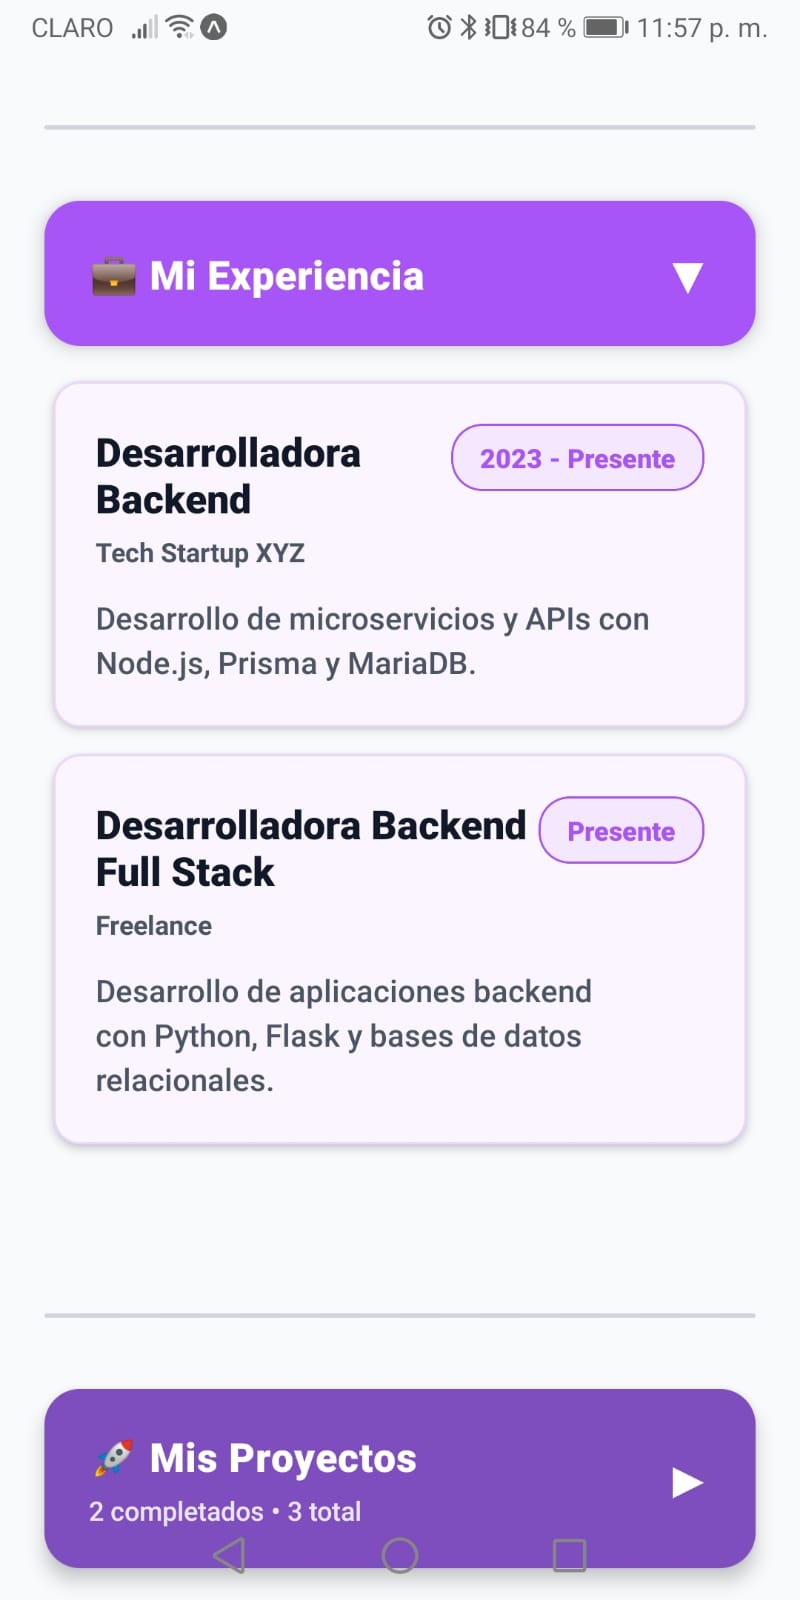 CLARO 84 % 11:57 p. m.
Mi Experiencia
Desarrolladora
Backend
2023 - Presente
Tech Startup XYZ
Desarrollo de microservicios y APIs con
Node.js, Prisma y MariaDB.
Desarrolladora Backend
Full Stack
Presente
Freelance
Desarrollo de aplicaciones backend
con Python, Flask y bases de datos
relacionales.
Mis Proyectos
2 completados • 3 total